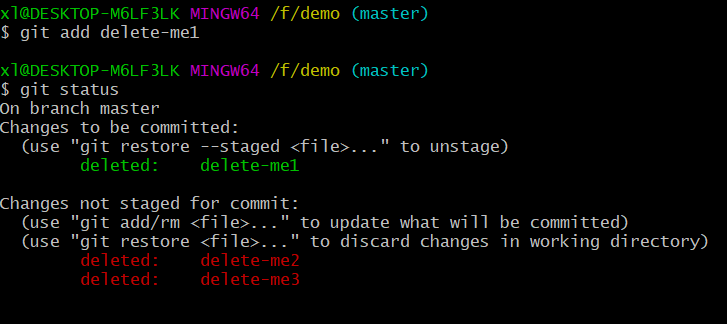 xl@DESKTOP-M6LF3LK MINGW64 /f/demo (master)
$ git add delete-me1
xl@DESKTOP-M6LF3LK MINGW64 /f/demo (master)
$ git status
On branch master
Changes to be committed:
  (use "git restore --staged <file>..." to unstage)
        deleted:    delete-me1
Changes not staged for commit:
  (use "git add/rm <file>..." to update what will be committed)
  (use "git restore <file>..." to discard changes in working directory)
        deleted:    delete-me2
        deleted:    delete-me3